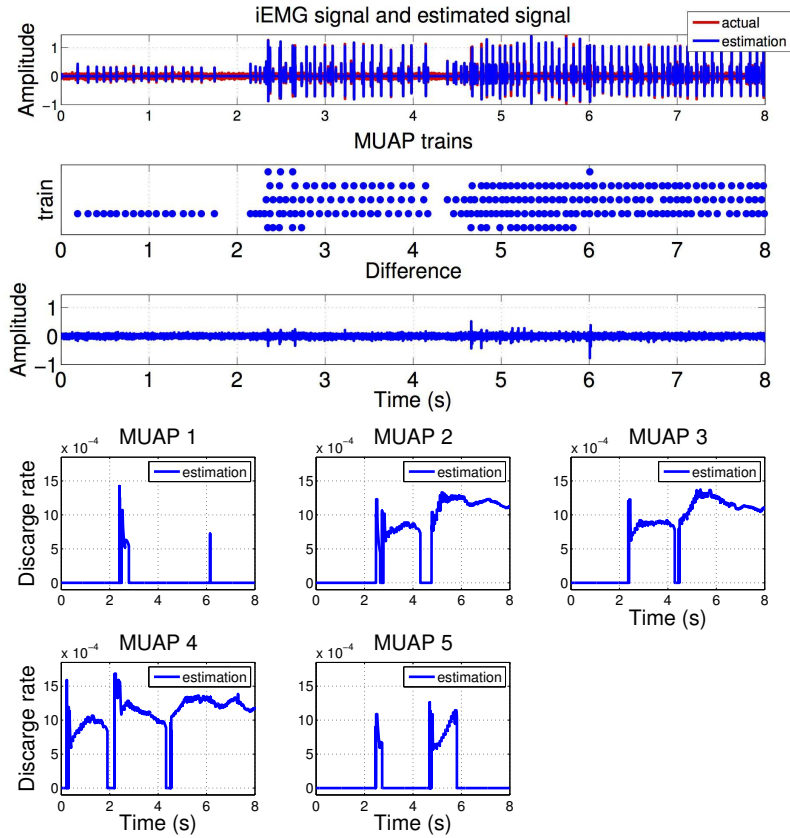 iEMG signal and estimated signal
actual
estimation
Amplitude
1
0
−1
0 1 2 3 4 5 6 7 8
MUAP trains
train
0 1 2 3 4 5 6 7 8
Difference
Amplitude
1
0
−1
0 1 2 3 4 5 6 7 8
Time (s)
MUAP 1
x 10⁻⁴
estimation
Discarge rate
15
10
5
0
0 2 4 6 8
MUAP 2
x 10⁻⁴
estimation
15
10
5
0
0 2 4 6 8
MUAP 3
x 10⁻⁴
estimation
15
10
5
0
0 2 4 6 8
Time (s)
MUAP 4
x 10⁻⁴
estimation
Discarge rate
15
10
5
0
0 2 4 6 8
Time (s)
MUAP 5
x 10⁻⁴
estimation
15
10
5
0
0 2 4 6 8
Time (s)